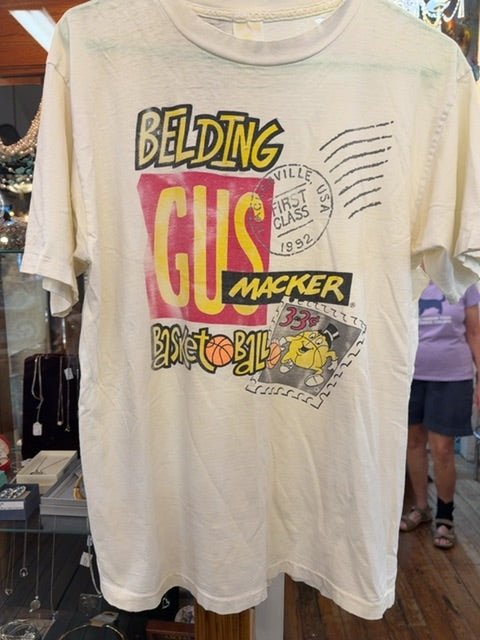 BELDING
GUS
MACKER®
BasketBall
VILLE, USA
FIRST
CLASS
1992
33¢